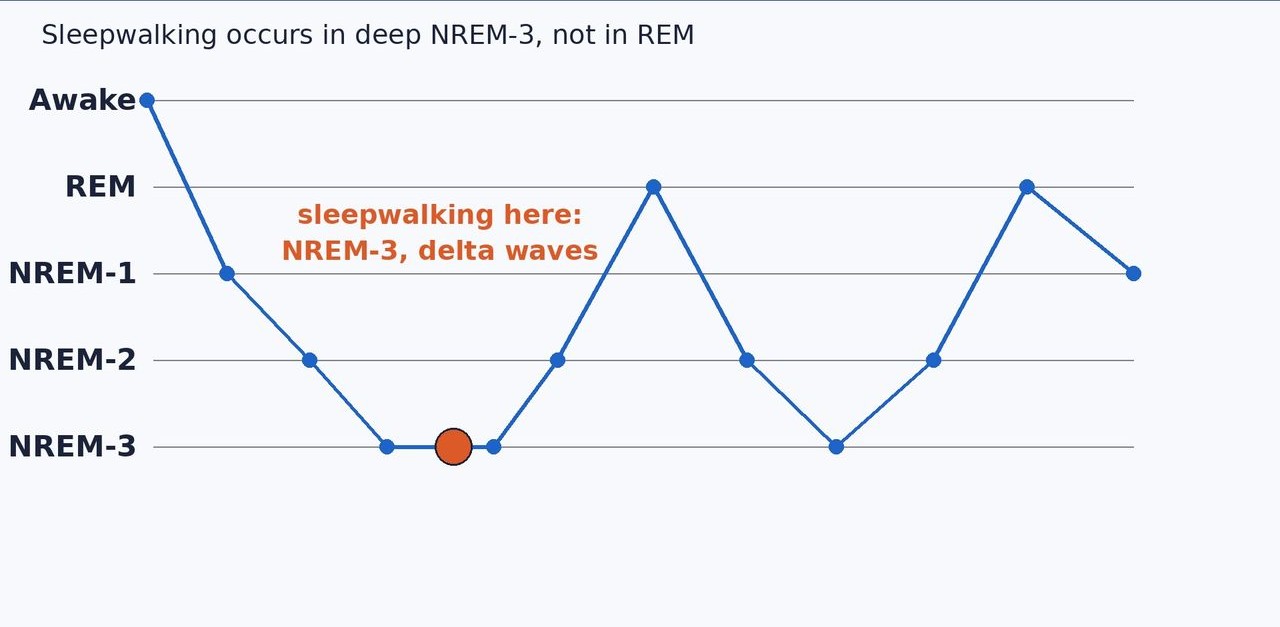 Sleepwalking occurs in deep NREM-3, not in REM
Awake
REM
sleepwalking here:
NREM-3, delta waves
NREM-1
NREM-2
NREM-3